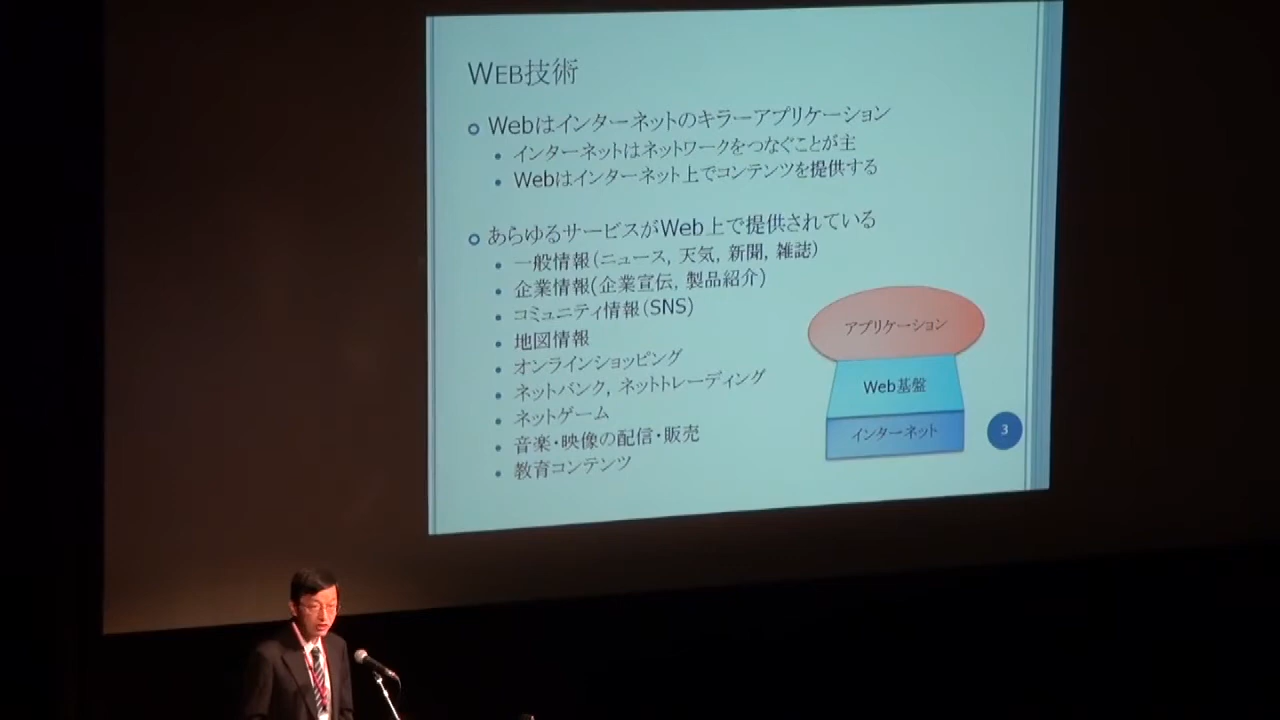 WEB技術
Webはインターネットのキラーアプリケーション
インターネットはネットワークをつなぐことが主
Webはインターネット上でコンテンツを提供する
あらゆるサービスがWeb上で提供されている
一般情報(ニュース, 天気, 新聞, 雑誌)
企業情報(企業宣伝, 製品紹介)
コミュニティ情報(SNS)
地図情報
オンラインショッピング
ネットバンク, ネットトレーディング
ネットゲーム
音楽・映像の配信・販売
教育コンテンツ
アプリケーション
Web基盤
インターネット
3